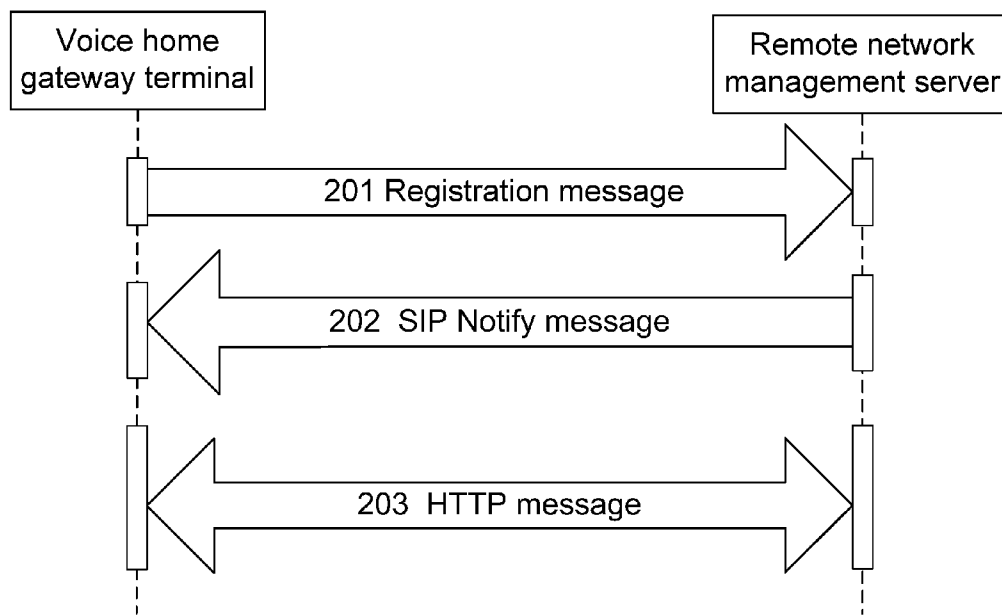 Voice home
gateway terminal
Remote network
management server
201 Registration message
202 SIP Notify message
203 HTTP message